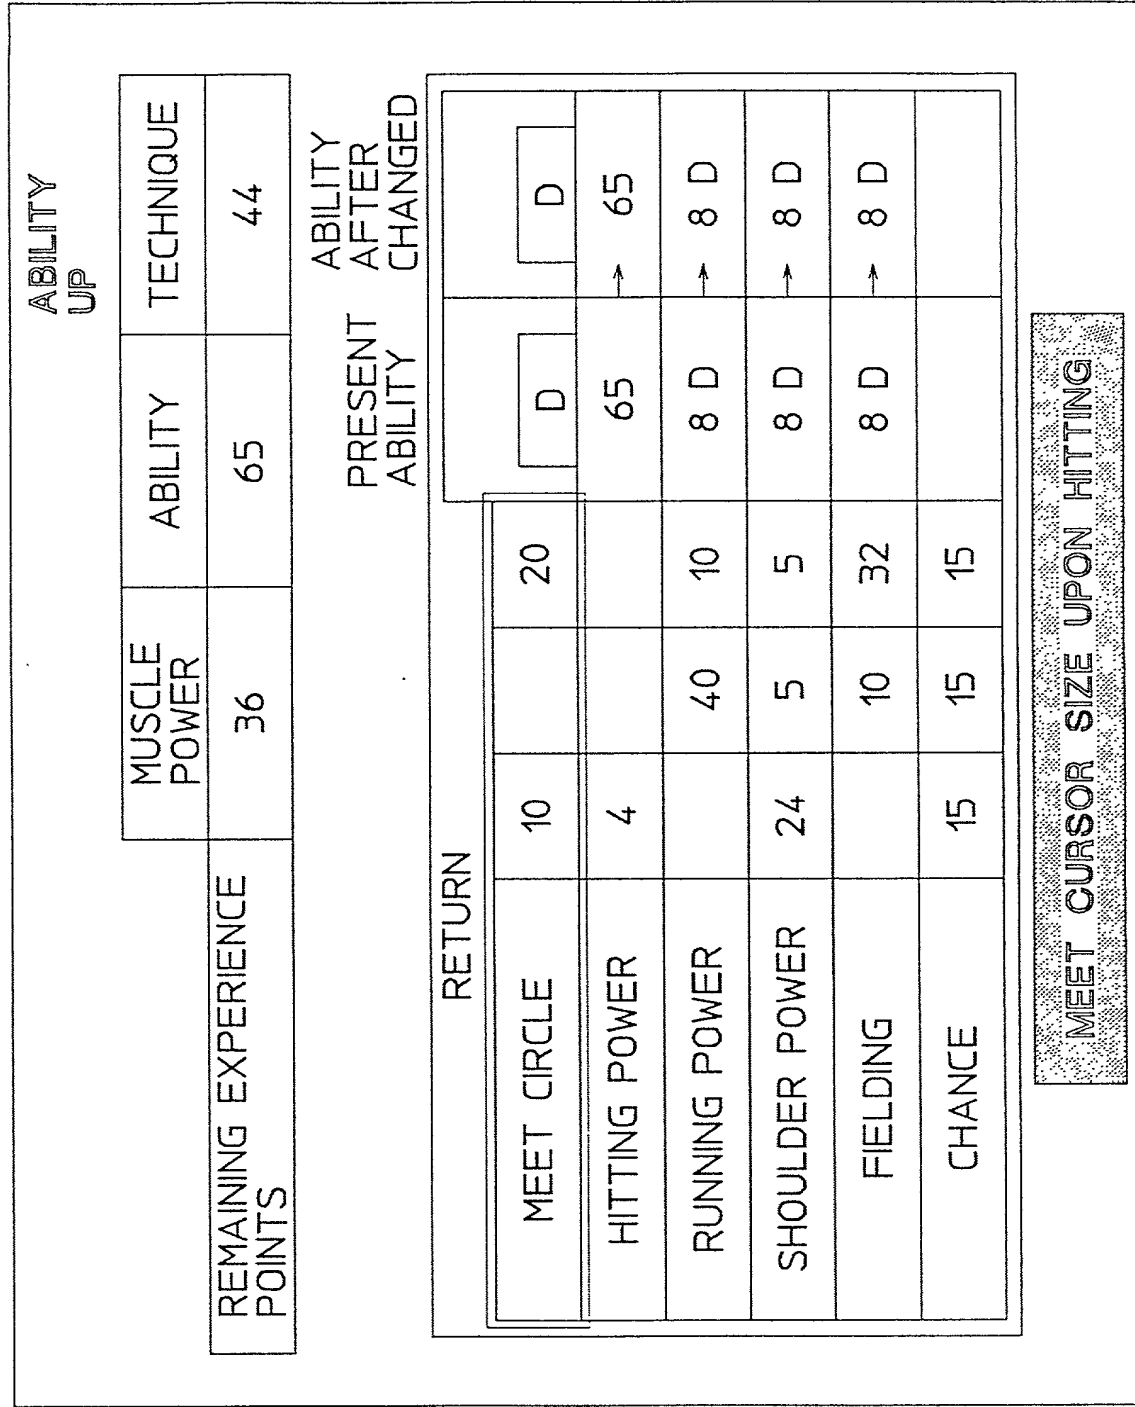 ABILITY
UP
MUSCLE
POWER
ABILITY
TECHNIQUE
REMAINING EXPERIENCE
POINTS
36
65
44
PRESENT
ABILITY
ABILITY
AFTER
CHANGED
RETURN
MEET CIRCLE 10 20 D D
HITTING POWER 4 65 → 65
RUNNING POWER 40 10 8 D → 8 D
SHOULDER POWER 24 5 5 8 D → 8 D
FIELDING 10 32 8 D → 8 D
CHANCE 15 15 15
MEET CURSOR SIZE UPON HITTING